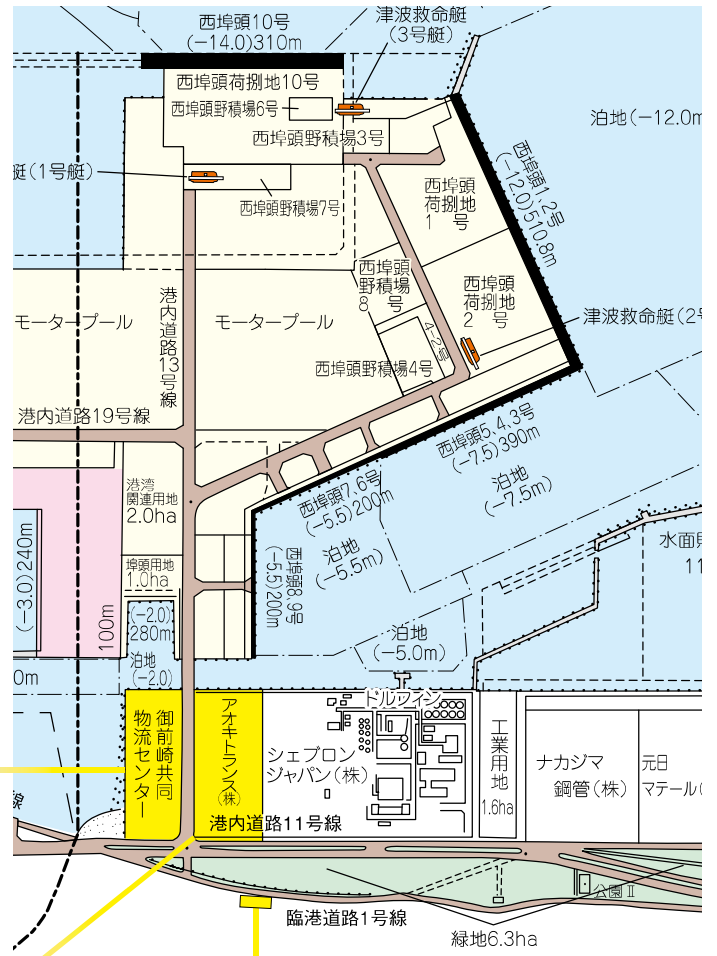 西埠頭10号
(-14.0)310m
津波救命艇
(3号艇)
西埠頭荷捌地10号
西埠頭野積場6号
西埠頭野積場3号
泊地(-12.0m
艇(1号艇)
西埠頭野積場7号
西埠頭
荷捌地
1 号
西埠頭1.2号
(-12.0)510.8m
西埠頭
野積場
8 号
西埠頭
荷捌地
2 号
津波救命艇(2号
モータープール
港内道路13号線
モータープール
4-2号
西埠頭野積場4号
港内道路19号線
西埠頭5.4.3号
(-7.5)390m
泊地
(-7.5m)
港湾
関連用地
2.0ha
西埠頭7.6号
(-5.5)200m
泊地
(-5.5m)
(-3.0)240m
埠頭用地
1.0ha
西埠頭8.9号
(-5.5)200m
水面貯
11
100m
(-2.0)
280m
泊地
(-2.0)
泊地
(-5.0m)
0m
ドルフィン
御前崎共同
物流センター
アオキトランス(株)
シェブロン
ジャパン(株)
工業用地
1.6ha
ナカジマ
鋼管(株)
元旦
マテール(
線
港内道路11号線
公園Ⅱ
臨港道路1号線
緑地6.3ha